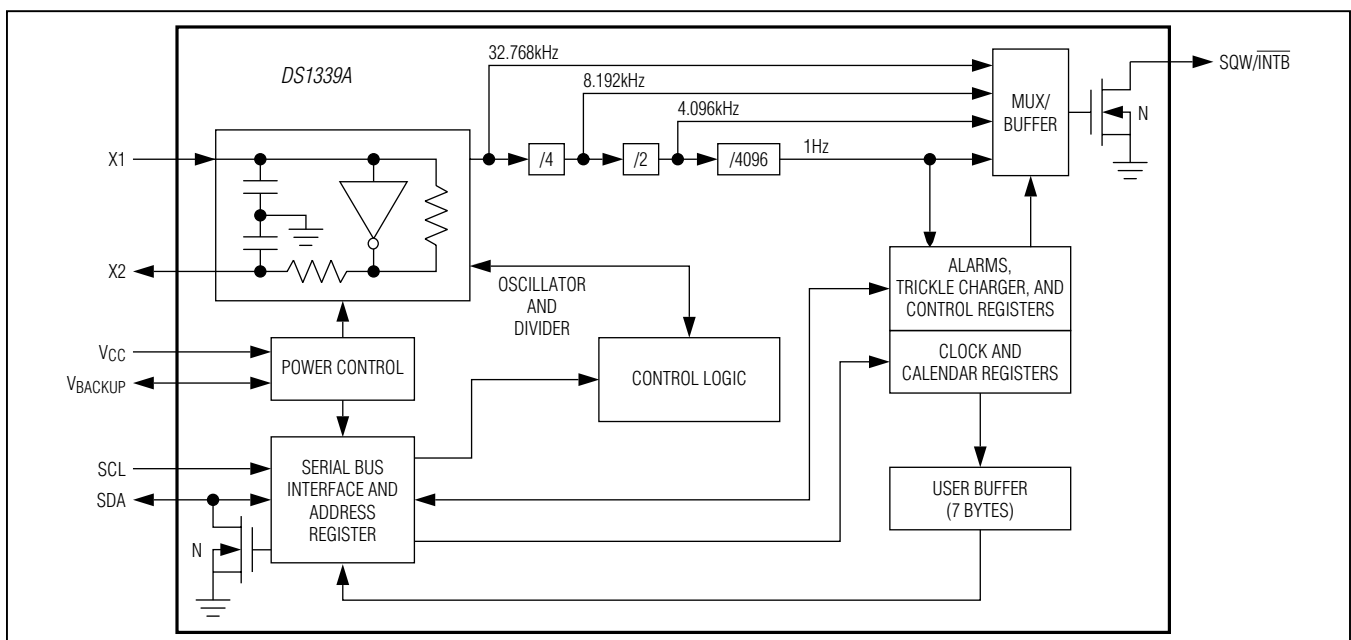 DS1339A
32.768kHz
8.192kHz
4.096kHz
/4
/2
/4096
1Hz
MUX/
BUFFER
N
SQW/INTB
X1
X2
OSCILLATOR
AND
DIVIDER
ALARMS,
TRICKLE CHARGER, AND
CONTROL REGISTERS
CLOCK AND
CALENDAR REGISTERS
VCC
VBACKUP
POWER CONTROL
CONTROL LOGIC
SCL
SDA
SERIAL BUS
INTERFACE AND
ADDRESS
REGISTER
N
USER BUFFER
(7 BYTES)